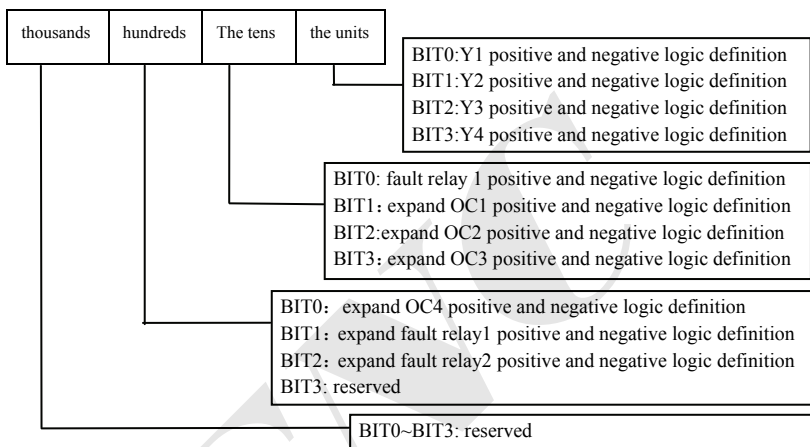 thousands hundreds The tens the units
BIT0:Y1 positive and negative logic definition
BIT1:Y2 positive and negative logic definition
BIT2:Y3 positive and negative logic definition
BIT3:Y4 positive and negative logic definition
BIT0: fault relay 1 positive and negative logic definition
BIT1：expand OC1 positive and negative logic definition
BIT2:expand OC2 positive and negative logic definition
BIT3：expand OC3 positive and negative logic definition
BIT0：expand OC4 positive and negative logic definition
BIT1：expand fault relay1 positive and negative logic definition
BIT2：expand fault relay2 positive and negative logic definition
BIT3: reserved
BIT0~BIT3: reserved